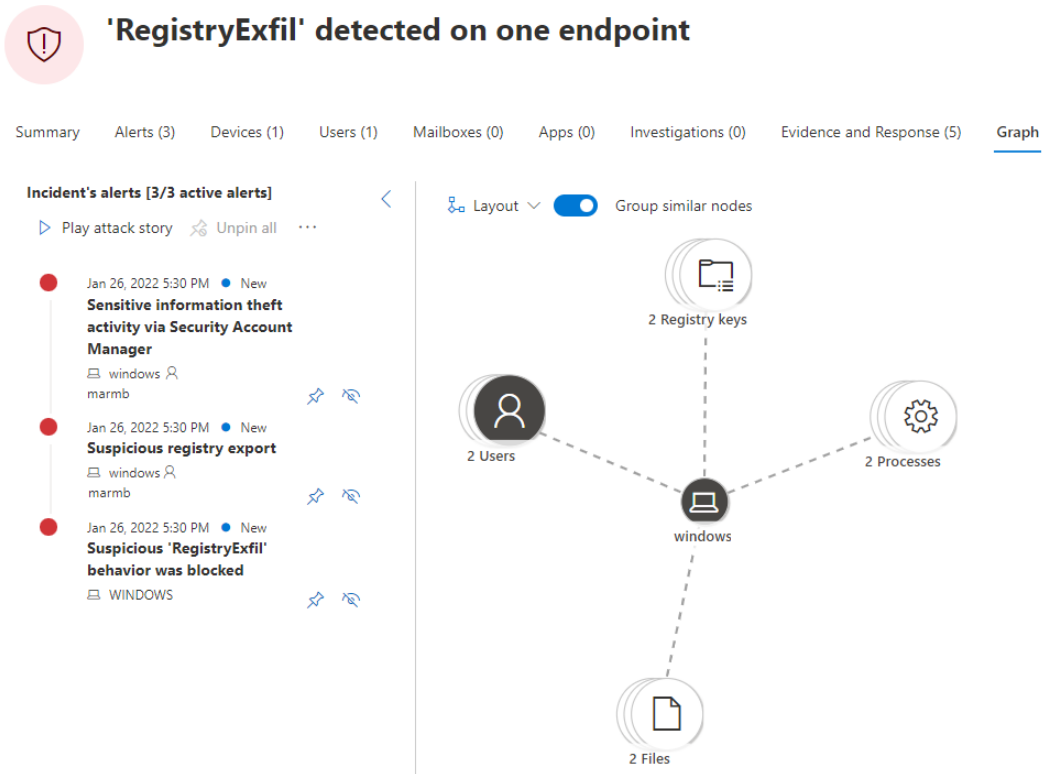 'RegistryExfil' detected on one endpoint
Summary Alerts (3) Devices (1) Users (1) Mailboxes (0) Apps (0) Investigations (0) Evidence and Response (5) Graph
Incident's alerts [3/3 active alerts]
Play attack story Unpin all ...
Jan 26, 2022 5:30 PM New
Sensitive information theft
activity via Security Account
Manager
windows
marmb
Jan 26, 2022 5:30 PM New
Suspicious registry export
windows
marmb
Jan 26, 2022 5:30 PM New
Suspicious 'RegistryExfil'
behavior was blocked
WINDOWS
Layout Group similar nodes
2 Registry keys
2 Users
2 Processes
windows
2 Files